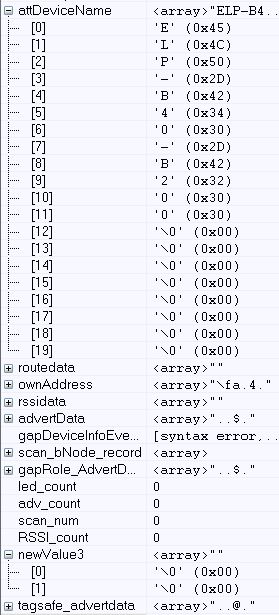 attDeviceName <array>"ELP-B4..
[0] 'E' (0x45)
[1] 'L' (0x4C)
[2] 'P' (0x50)
[3] '-' (0x2D)
[4] 'B' (0x42)
[5] '4' (0x34)
[6] '0' (0x30)
[7] '-' (0x2D)
[8] 'B' (0x42)
[9] '2' (0x32)
[10] '0' (0x30)
[11] '0' (0x30)
[12] '\0' (0x00)
[13] '\0' (0x00)
[14] '\0' (0x00)
[15] '\0' (0x00)
[16] '\0' (0x00)
[17] '\0' (0x00)
[18] '\0' (0x00)
[19] '\0' (0x00)
routedata <array>""
ownAddress <array>"\fa.4."
rssidata <array>""
advertData <array>"..$."
gapDeviceInfoEve... [syntax error,..
scan_bNode_record <array>
gapRole_AdvertD... <array>"..$."
led_count 0
adv_count 0
scan_num 0
RSSI_count 0
newValue3 <array>""
[0] '\0' (0x00)
[1] '\0' (0x00)
tagsafe_advertdata <array>"..@."